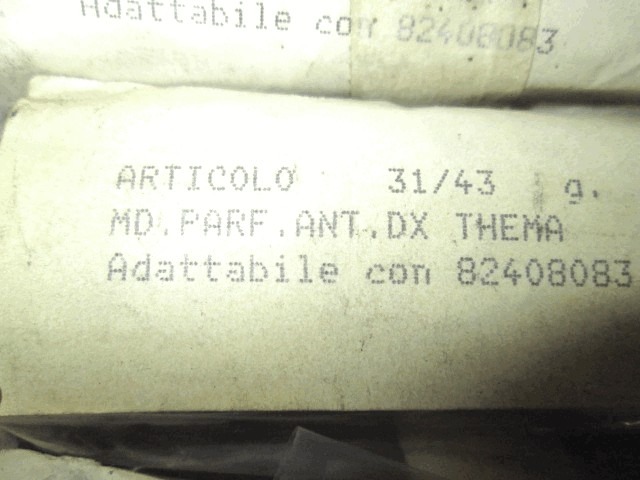 Adattabile con 82408083
ARTICOLO 31/43 g.
MD.PARF.ANT.DX THEMA
Adattabile con 82408083